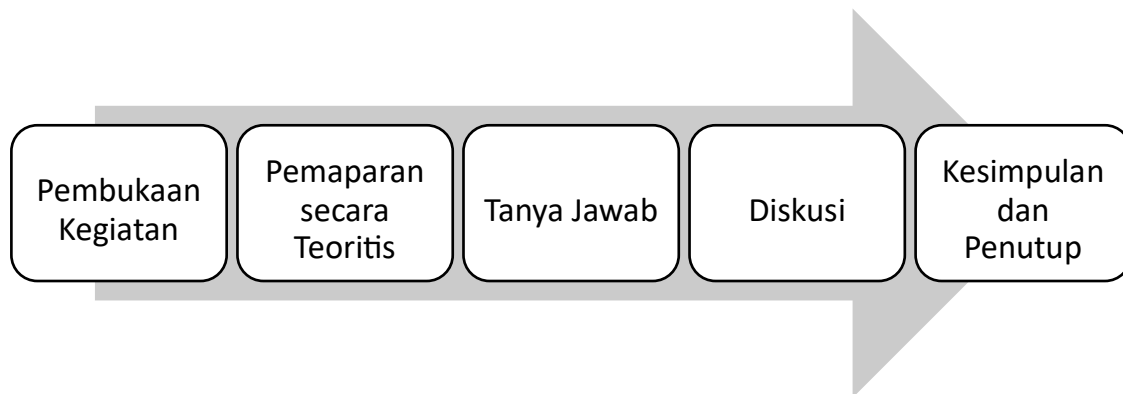 Pembukaan
Kegiatan
Pemaparan
secara
Teoritis
Tanya Jawab
Diskusi
Kesimpulan
dan
Penutup